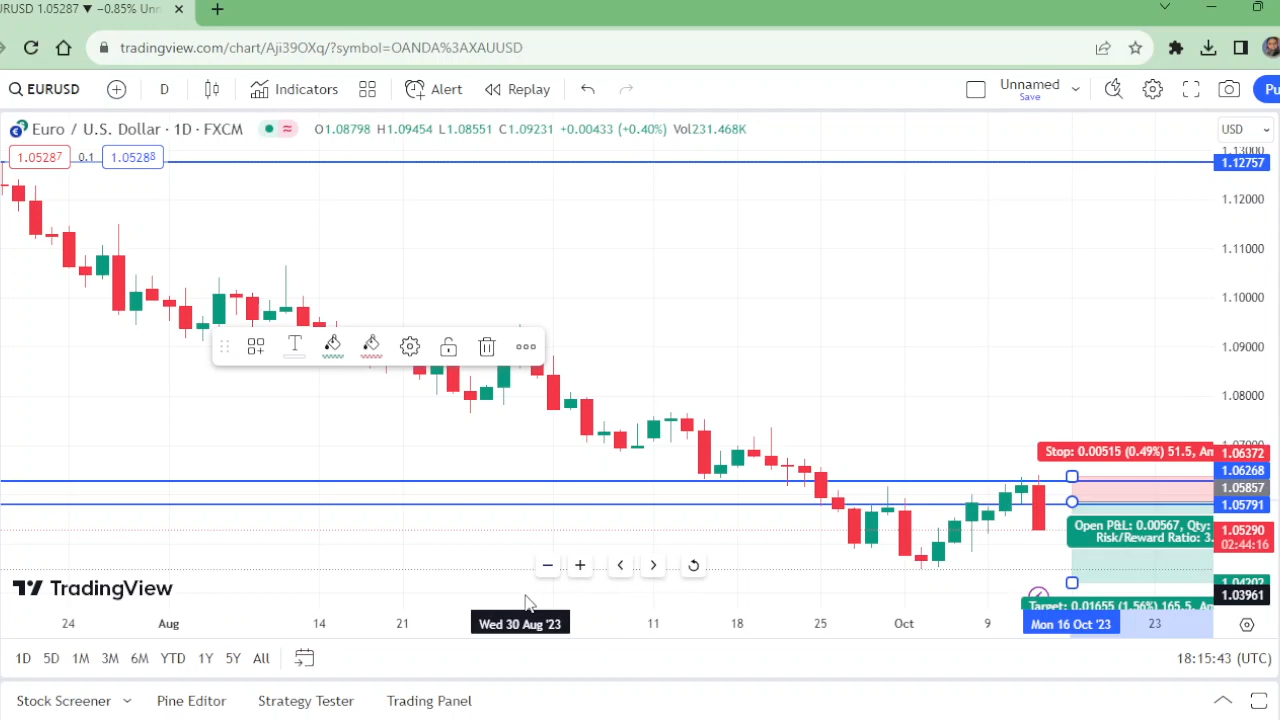 URUSD 1.05287 ▼ −0.85% Unn
tradingview.com/chart/Aji39OXq/?symbol=OANDA%3AXAUUSD
EURUSD D Indicators Alert Replay Unnamed Save Pu
Euro / U.S. Dollar · 1D · FXCM O1.08798 H1.09454 L1.08551 C1.09231 +0.00433 (+0.40%) Vol231.468K USD
1.05287 0.1 1.05288
1.13000
1.12757
1.12000
1.11000
1.10000
1.09000
T
1.08000
1.07000
Stop: 0.00515 (0.49%) 51.5, Am 1.06372
1.06268
1.05857
1.05791
Open P&L: 0.00567, Qty:
Risk/Reward Ratio: 3.
1.05290
02:44:16
1.04202
1.03961
Target: 0.01655 (1.56%) 165.5, Am
TradingView
24 Aug 14 21 Wed 30 Aug '23 11 18 25 Oct 9 Mon 16 Oct '23 23
1D 5D 1M 3M 6M YTD 1Y 5Y All 18:15:43 (UTC)
Stock Screener Pine Editor Strategy Tester Trading Panel